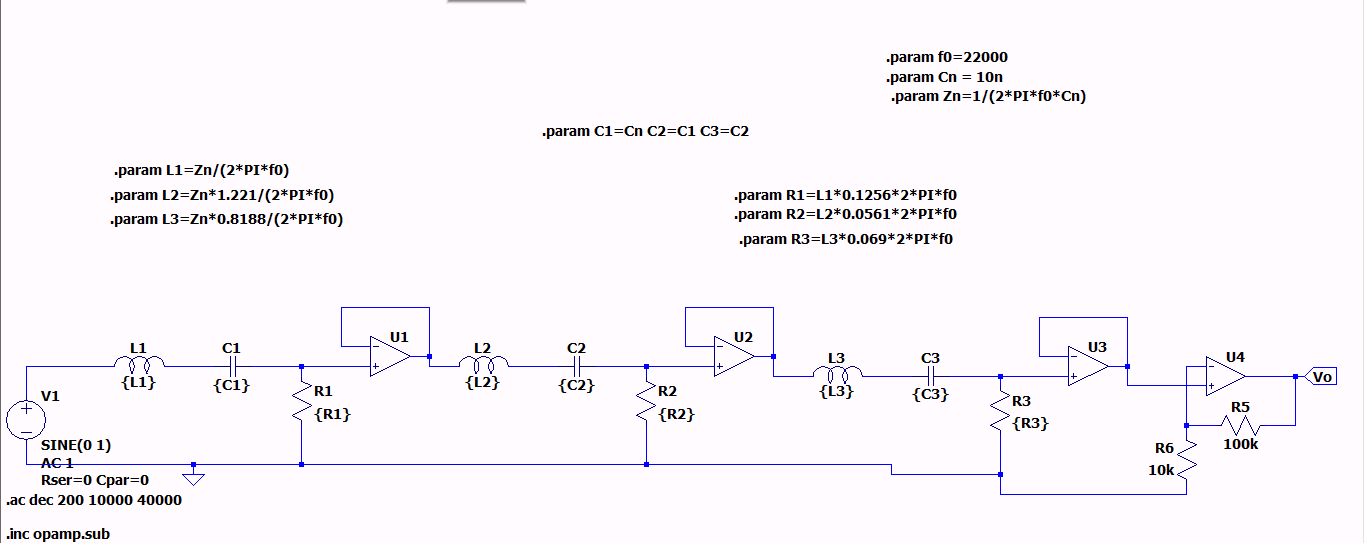 .param f0=22000
.param Cn = 10n
.param Zn=1/(2*PI*f0*Cn)
.param C1=Cn C2=C1 C3=C2
.param L1=Zn/(2*PI*f0)
.param L2=Zn*1.221/(2*PI*f0)
.param L3=Zn*0.8188/(2*PI*f0)
.param R1=L1*0.1256*2*PI*f0
.param R2=L2*0.0561*2*PI*f0
.param R3=L3*0.069*2*PI*f0
L1
{L1}
C1
{C1}
R1
{R1}
U1
L2
{L2}
C2
{C2}
R2
{R2}
U2
L3
{L3}
C3
{C3}
R3
{R3}
U3
U4
Vo
R5
100k
R6
10k
V1
SINE(0 1)
AC 1
Rser=0 Cpar=0
.ac dec 200 10000 40000
.inc opamp.sub